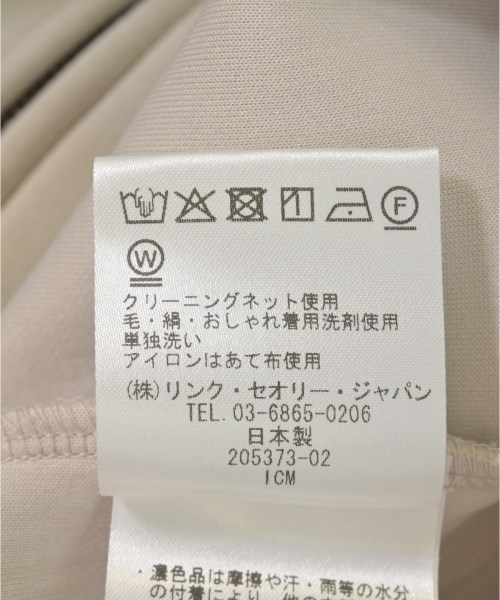 F
W
クリーニングネット使用
毛・絹・おしゃれ着用洗剤使用
単独洗い
アイロンはあて布使用
(株)リンク・セオリー・ジャパン
TEL. 03-6865-0206
日本製
205373-02
1CM
・濃色品は摩擦や汗・雨等の水分
の付着により、他の